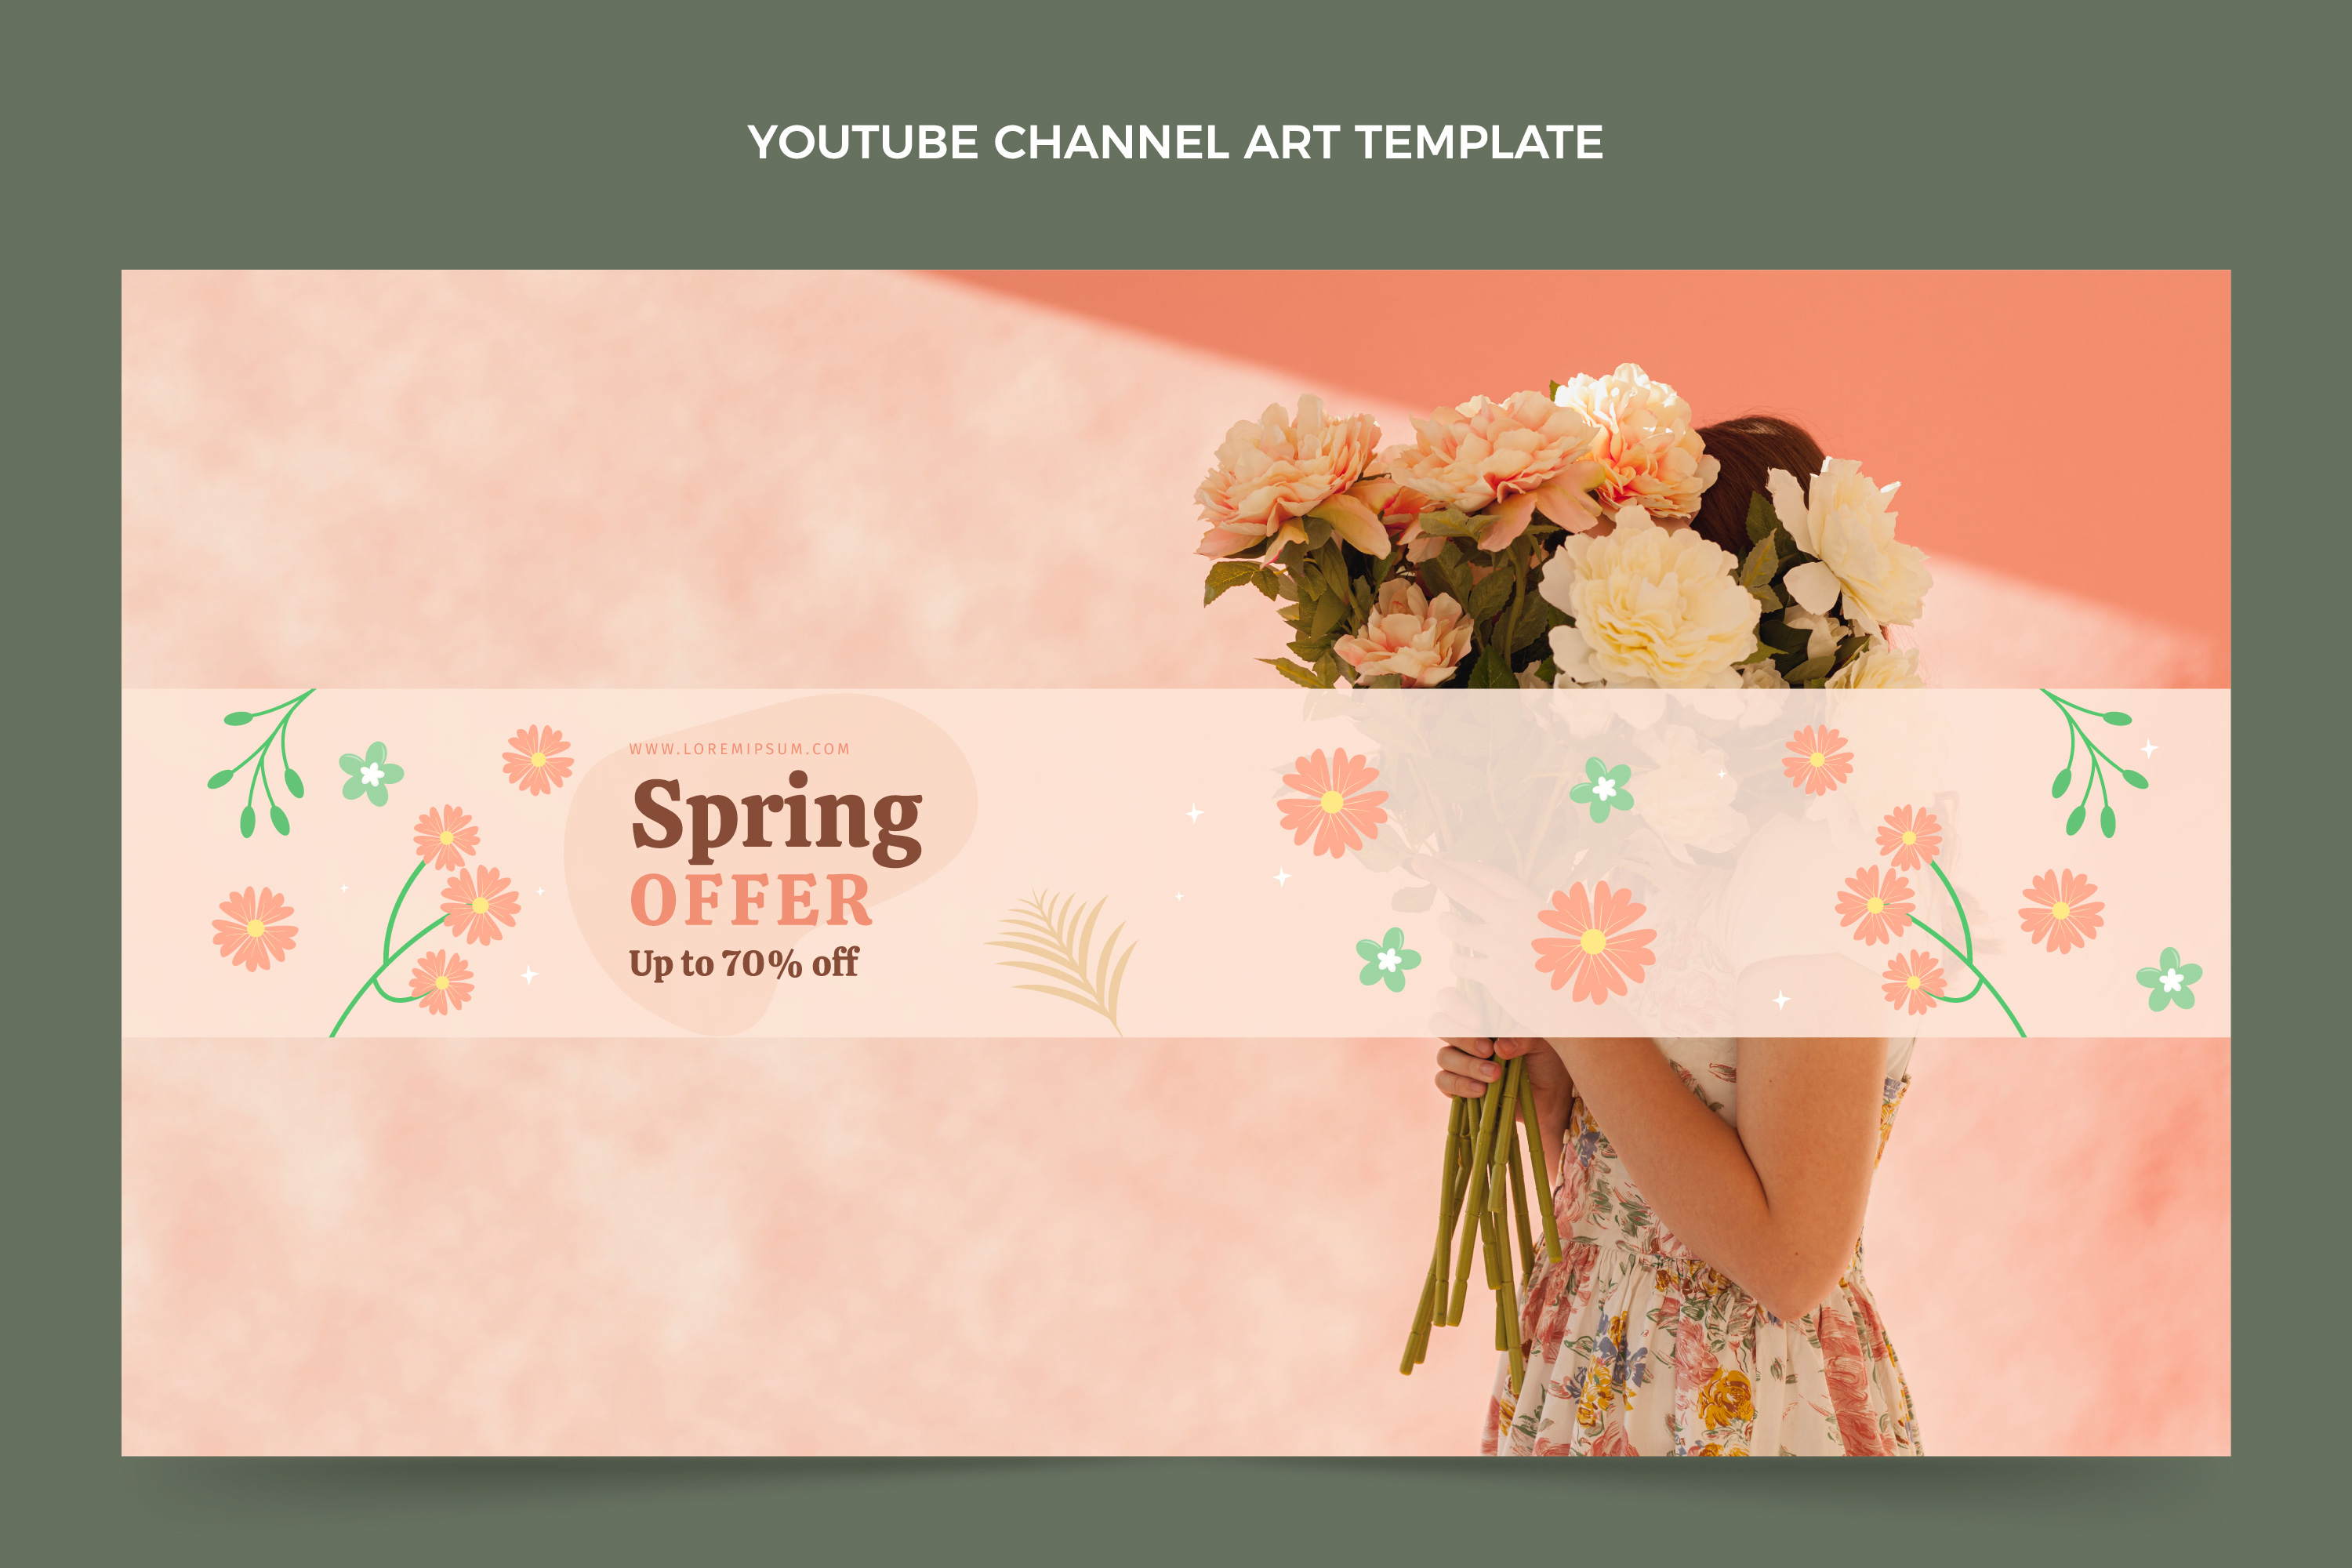 YOUTUBE CHANNEL ART TEMPLATE
WWW.LOREMIPSUM.COM
Spring
OFFER
Up to 70% off